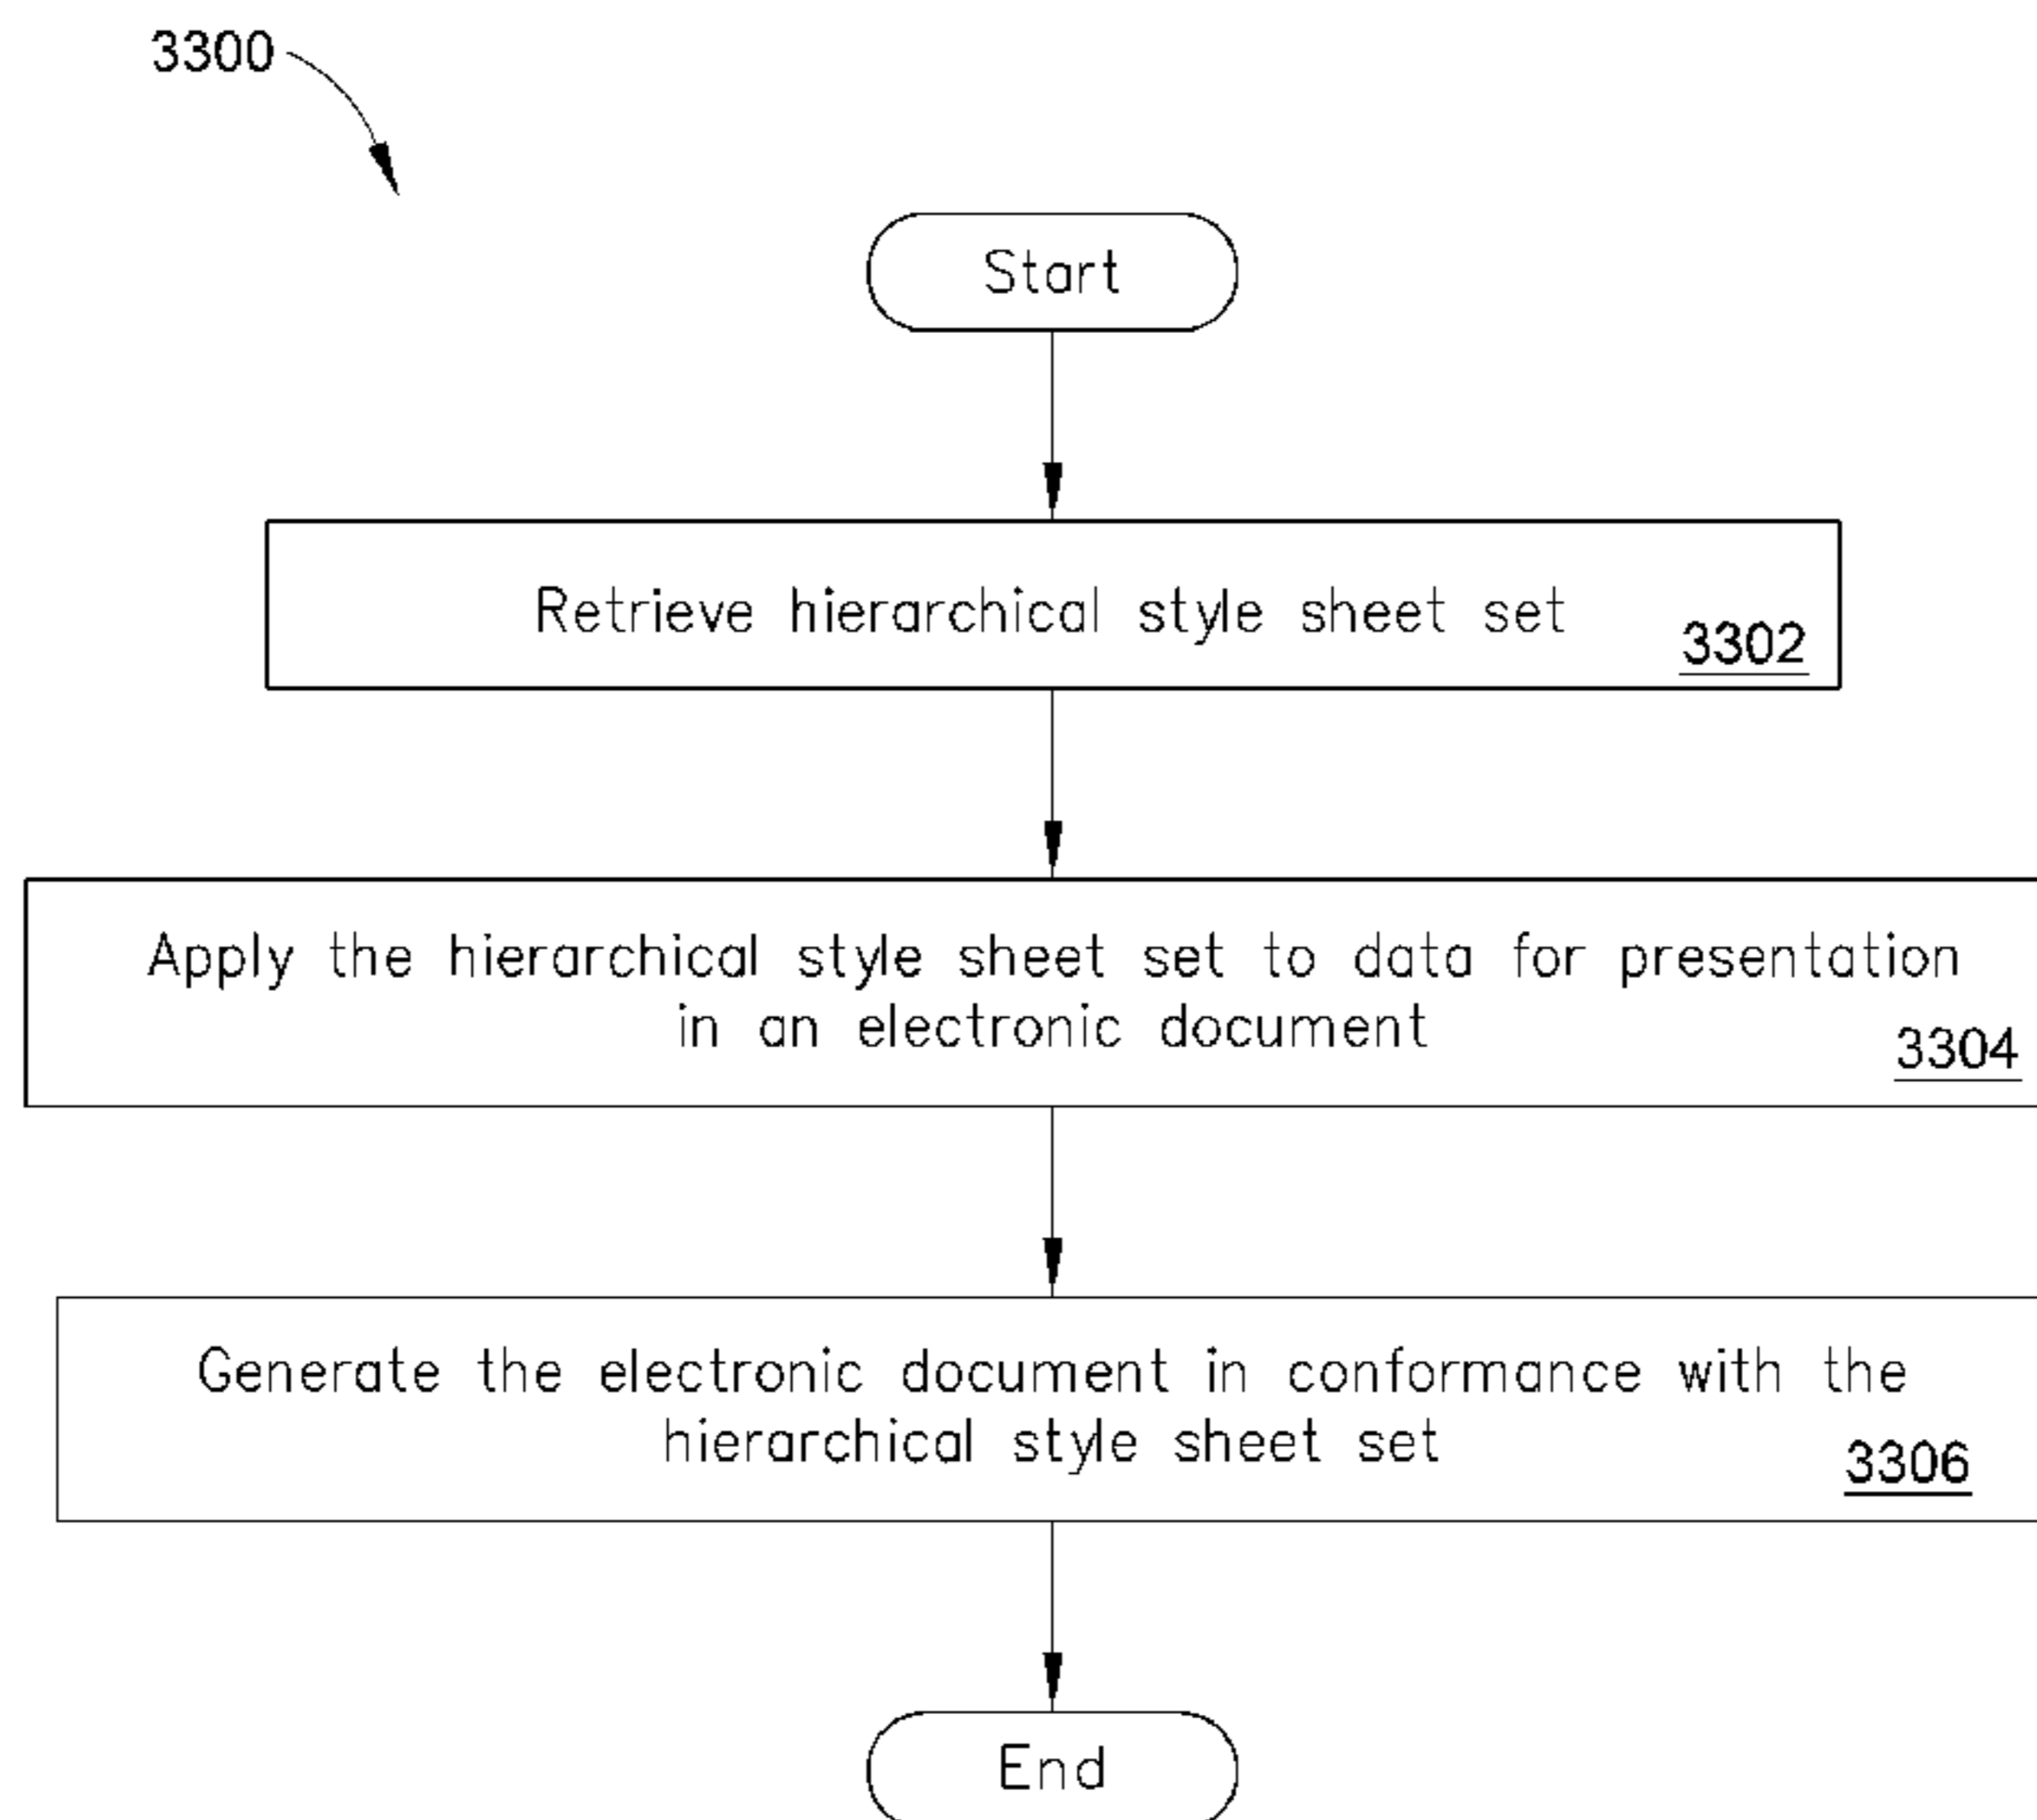 3300
Start
Retrieve hierarchical style sheet set
3302
Apply the hierarchical style sheet set to data for presentation
in an electronic document
3304
Generate the electronic document in conformance with the
hierarchical style sheet set
3306
End